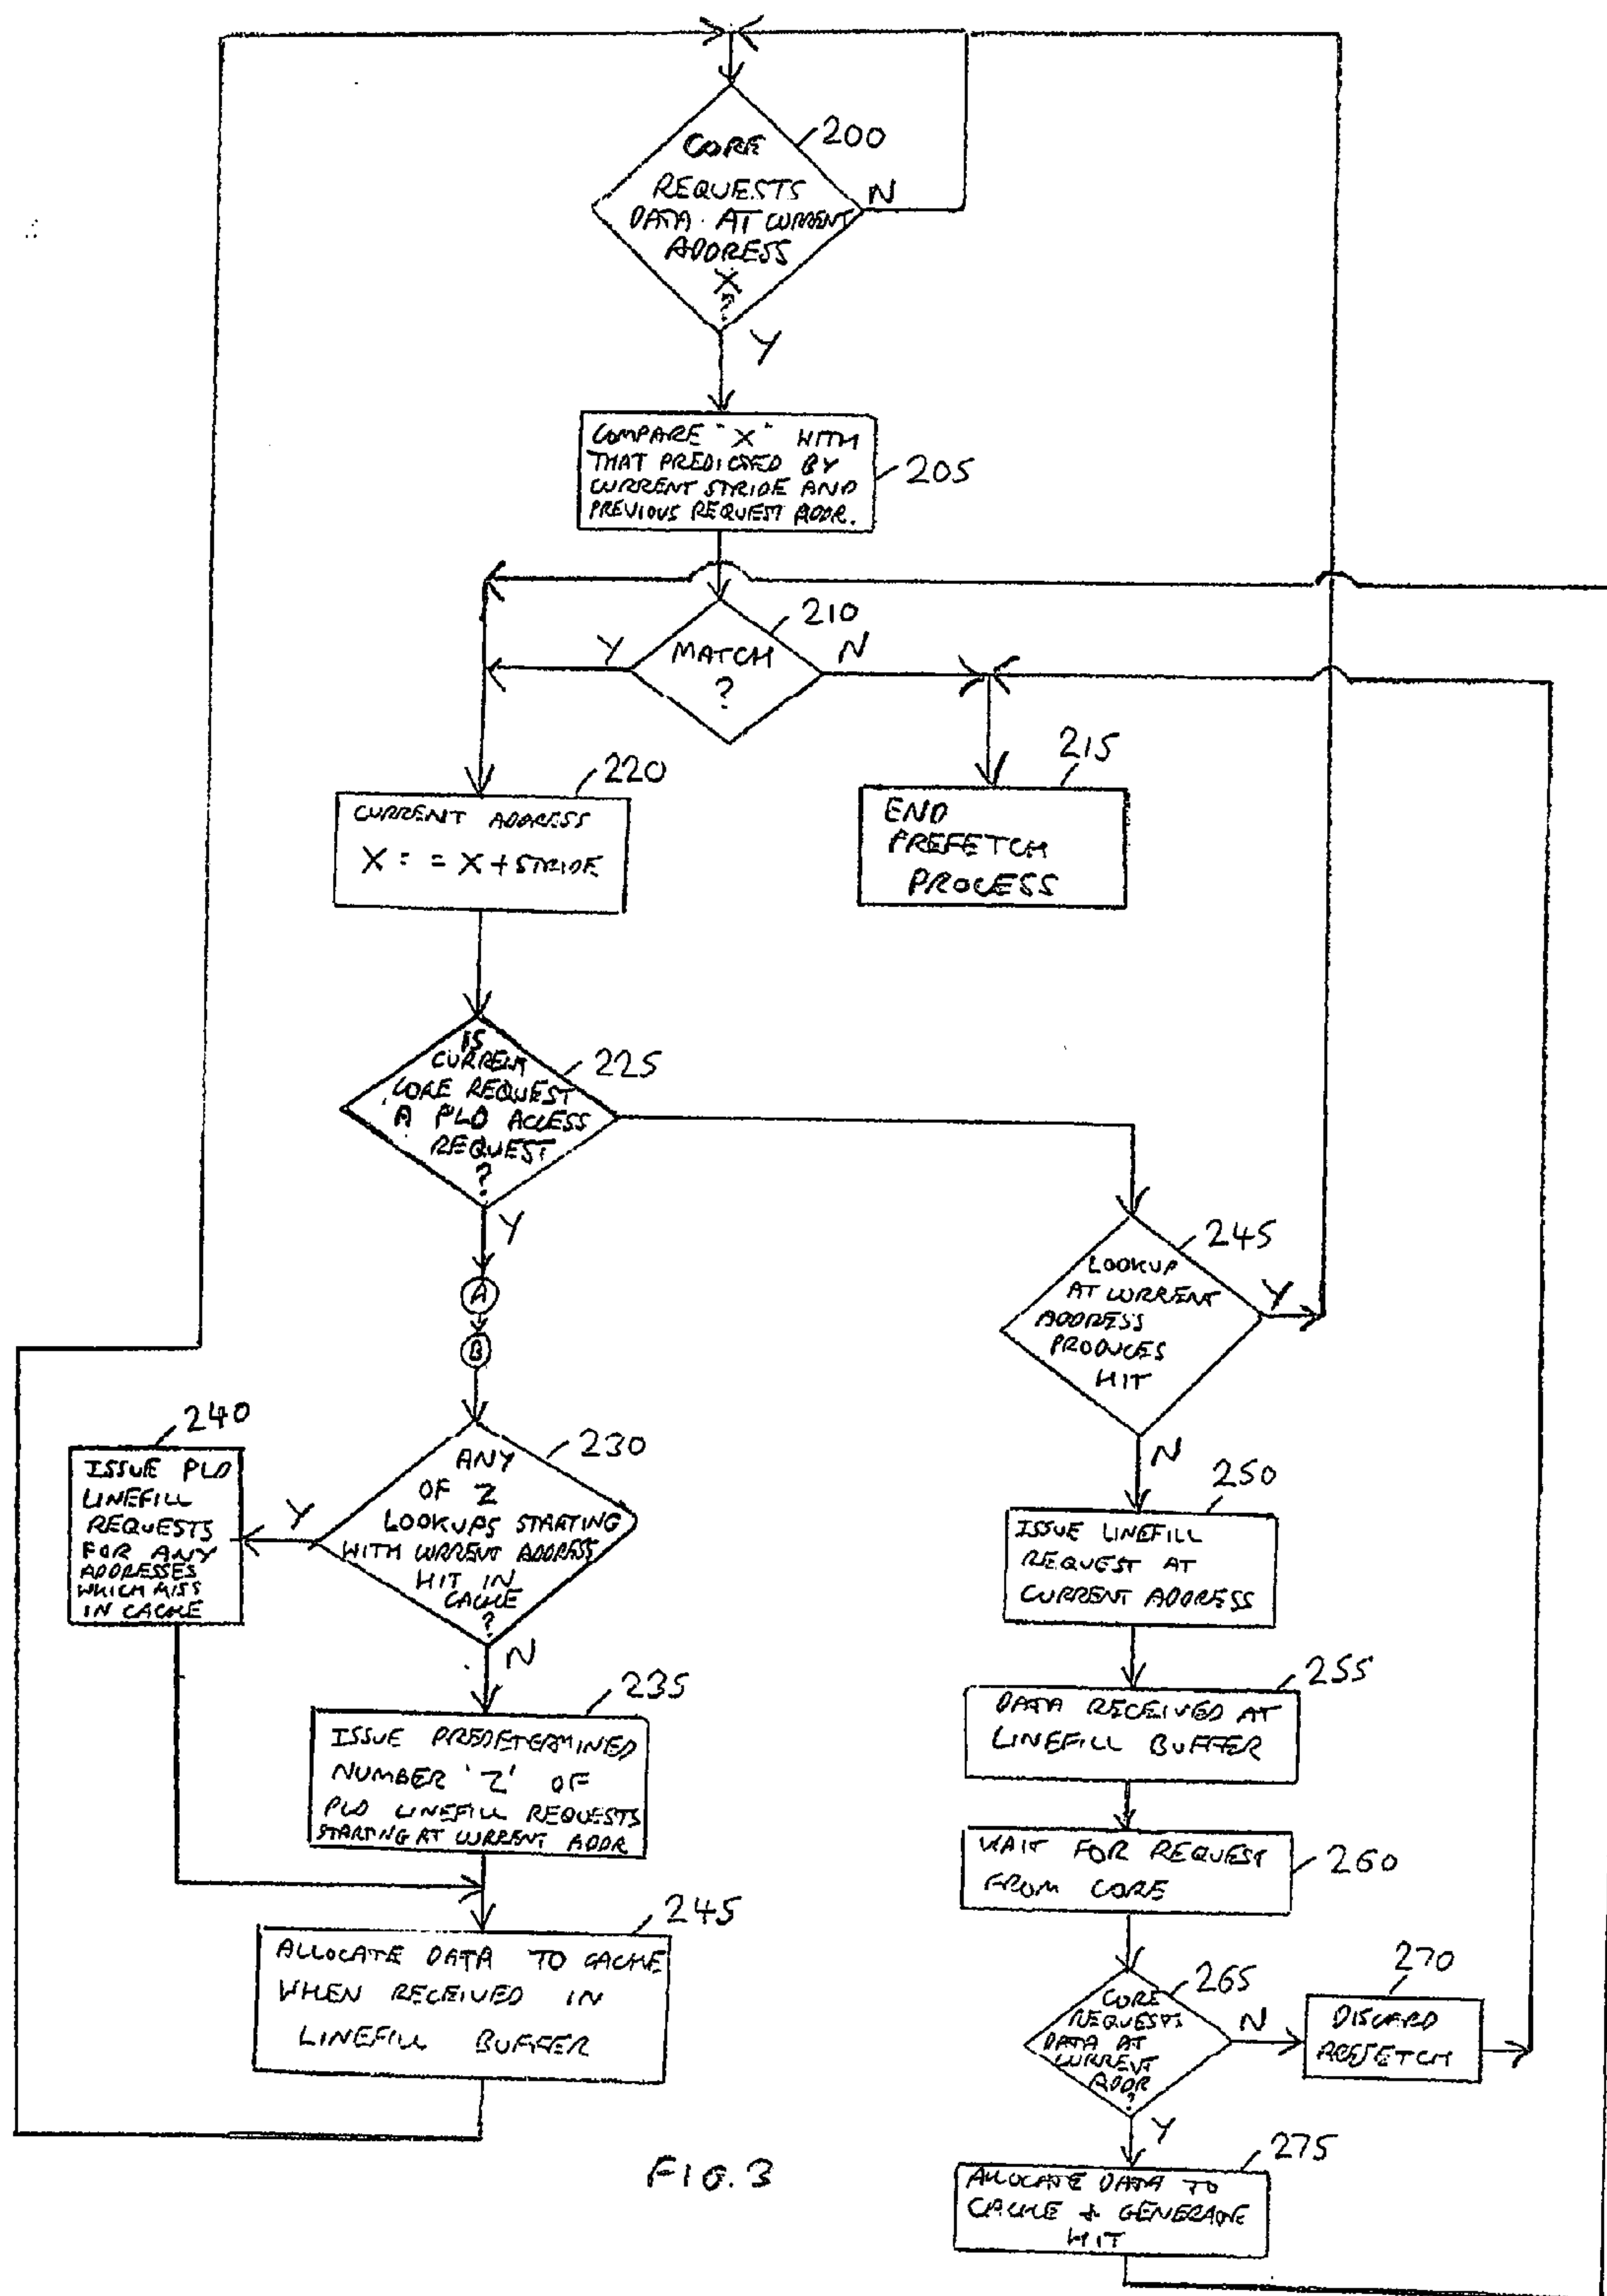 200
CORE
REQUESTS
DATA AT CURRENT
ADDRESS
X
?
N
Y
COMPARE "X" WITH
THAT PREDICTED BY
CURRENT STRIDE AND
PREVIOUS REQUEST ADDR.
205
210
MATCH
?
Y
N
215
END
PREFETCH
PROCESS
220
CURRENT ADDRESS
X : = X + STRIDE
225
IS
CURRENT
CORE REQUEST
A PLD ACCESS
REQUEST
?
Y
A
B
230
ANY
OF Z
LOOKUPS STARTING
WITH CURRENT ADDRESS
HIT IN
CACHE
?
Y
N
240
ISSUE PLD
LINEFILL
REQUESTS
FOR ANY
ADDRESSES
WHICH MISS
IN CACHE
235
ISSUE PREDETERMINED
NUMBER 'Z' OF
PLD LINEFILL REQUESTS
STARTING AT CURRENT ADDR
245
ALLOCATE DATA TO CACHE
WHEN RECEIVED IN
LINEFILL BUFFER
245
LOOKUP
AT CURRENT
ADDRESS
PRODUCES
HIT
Y
N
250
ISSUE LINEFILL
REQUEST AT
CURRENT ADDRESS
255
DATA RECEIVED AT
LINEFILL BUFFER
WAIT FOR REQUEST
FROM CORE
260
265
CORE
REQUESTS
DATA AT
CURRENT
ADDR
?
N
Y
270
DISCARD
PREFETCH
275
ALLOCATE DATA TO
CACHE + GENERATE
HIT
FIG. 3